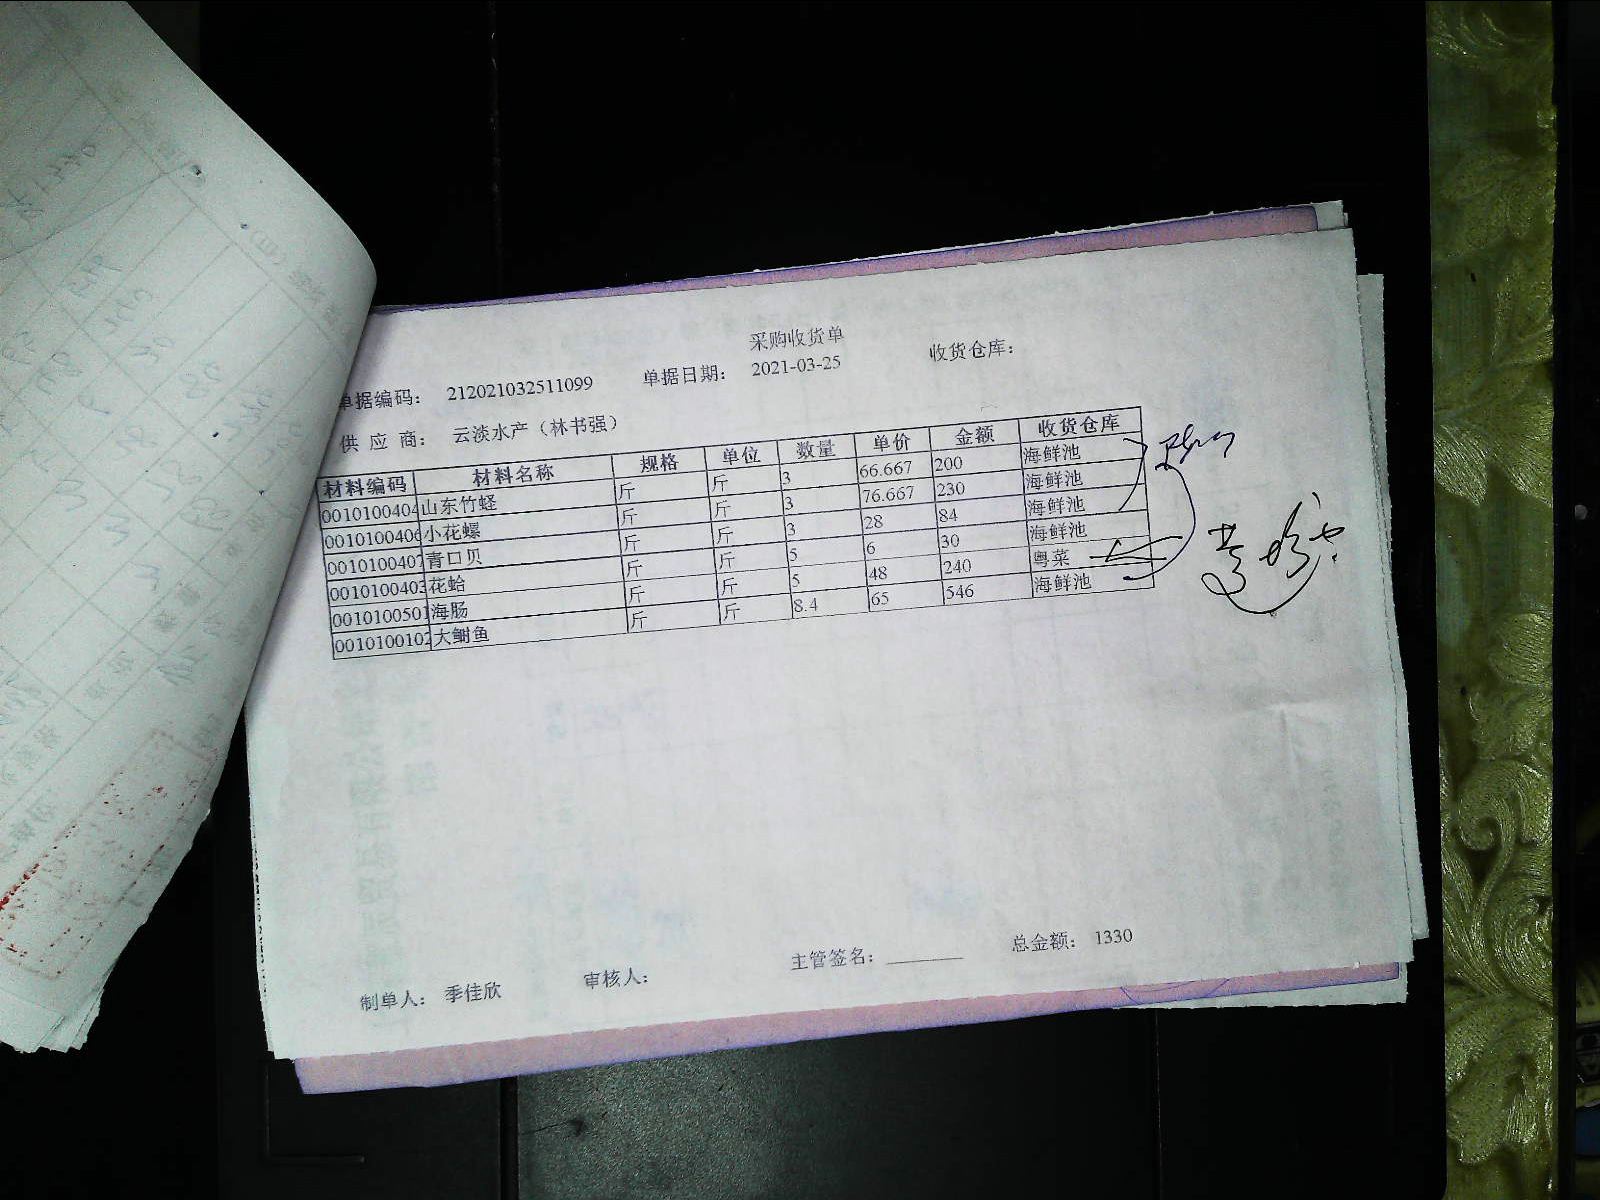 采购收货单
单据编码： 212021032511099 单据日期： 2021-03-25 收货仓库：
供 应 商： 云淡水产（林书强）
材料编码 材料名称 规格 单位 数量 单价 金额 收货仓库
0010100404 山东竹蛏 斤 斤 3 66.667 200 海鲜池
0010100406 小花螺 斤 斤 3 76.667 230 海鲜池
0010100407 青口贝 斤 斤 3 28 84 海鲜池
0010100403 花蛤 斤 斤 5 6 30 海鲜池
0010100501 海肠 斤 斤 5 48 240 粤菜
0010100102 大鲥鱼 斤 斤 8.4 65 546 海鲜池
制单人： 季佳欣 审核人： 主管签名： 总金额： 1330